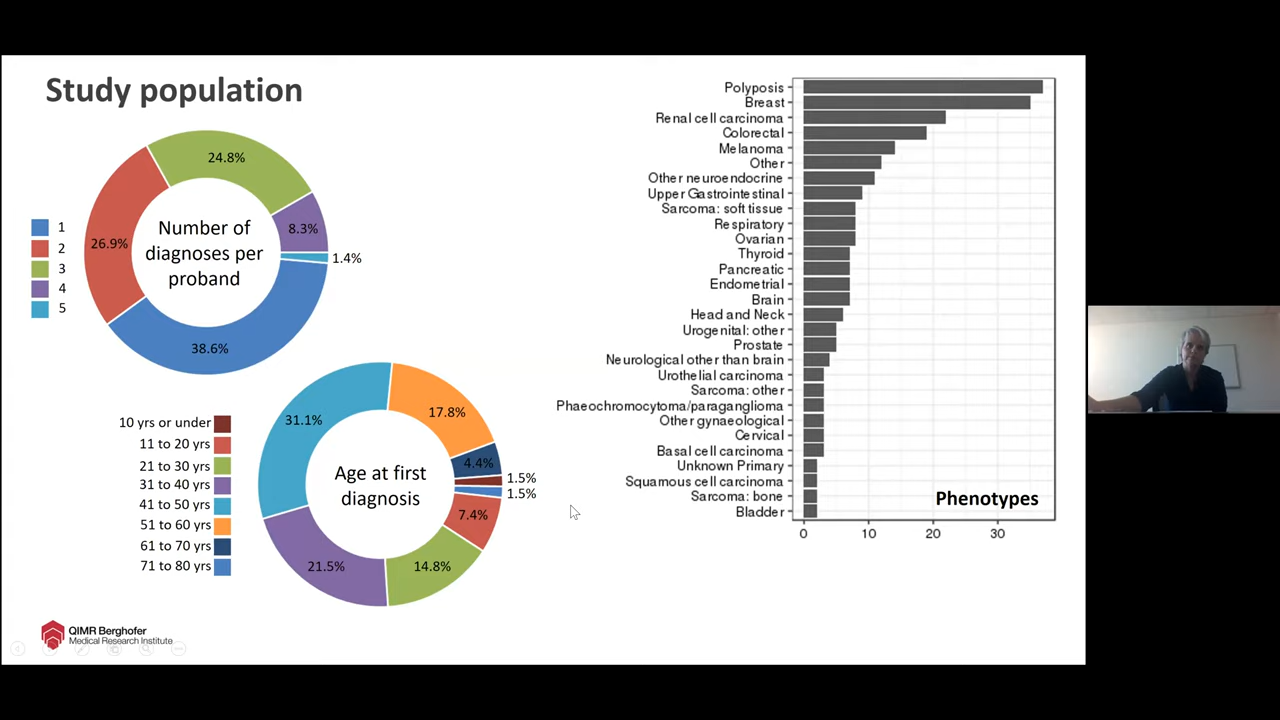 Study population
24.8%
8.3%
1.4%
26.9%
38.6%
Number of
diagnoses per
proband
1
2
3
4
5
31.1%
17.8%
4.4%
1.5%
1.5%
7.4%
14.8%
21.5%
Age at first
diagnosis
10 yrs or under
11 to 20 yrs
21 to 30 yrs
31 to 40 yrs
41 to 50 yrs
51 to 60 yrs
61 to 70 yrs
71 to 80 yrs
Polyposis
Breast
Renal cell carcinoma
Colorectal
Melanoma
Other
Other neuroendocrine
Upper Gastrointestinal
Sarcoma: soft tissue
Respiratory
Ovarian
Thyroid
Pancreatic
Endometrial
Brain
Head and Neck
Urogenital: other
Prostate
Neurological other than brain
Urothelial carcinoma
Sarcoma: other
Phaeochromocytoma/paraganglioma
Other gynaeological
Cervical
Basal cell carcinoma
Unknown Primary
Squamous cell carcinoma
Sarcoma: bone
Bladder
Phenotypes
0 10 20 30
QIMR Berghofer
Medical Research Institute